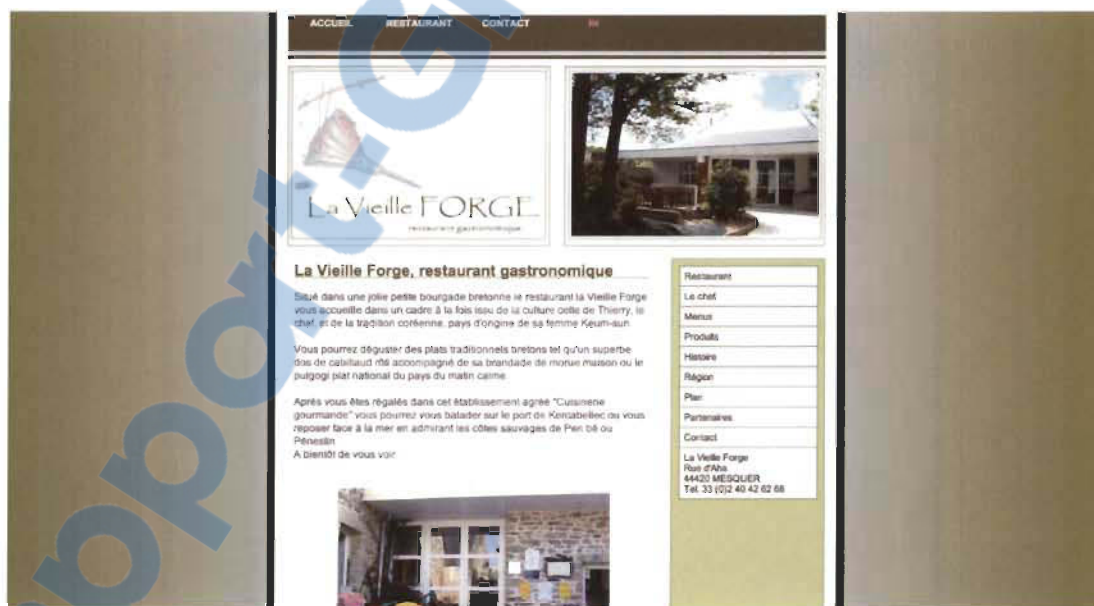 ACCUEIL RESTAURANT CONTACT
La Vieille FORGE
restaurant gastronomique
La Vieille Forge, restaurant gastronomique
Situé dans une jolie petite bourgade bretonne le restaurant la Vieille Forge
vous accueille dans un cadre à la fois issu de la culture celle de Thierry, le
chef, et de la tradition coréenne, pays d'origine de sa femme Keum-sun.
Vous pourrez déguster des plats traditionnels bretons tel qu'un superbe
dos de cabillaud rôti accompagné de sa brandade de morue maison ou le
pulgogi plat national du pays du matin calme.
Après vous êtes régalés dans cet établissement agréé "Cuisinerie
gourmande" vous pourrez vous balader sur le port de Kercabellec ou vous
reposer face à la mer en admirant les côtes sauvages de Pen bé ou
Pénestin
A bientôt de vous voir
Restaurant
Le chef
Menus
Produits
Histoire
Région
Plan
Partenaires
Contact
La Vieille Forge
Rue d'Aha
44420 MESQUER
Tel. 33 (0)2 40 42 62 68